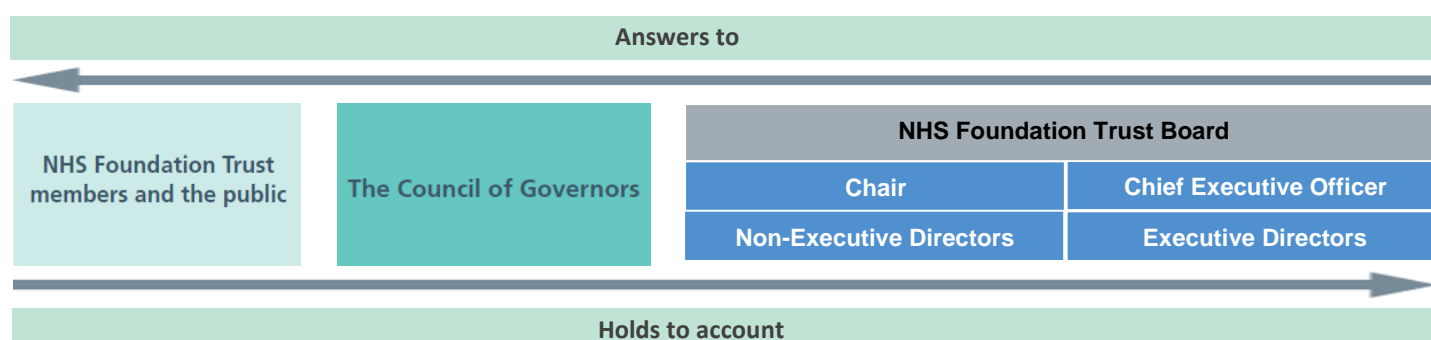 Answers to
NHS Foundation Trust
members and the public
The Council of Governors
NHS Foundation Trust Board
Chair
Chief Executive Officer
Non-Executive Directors
Executive Directors
Holds to account